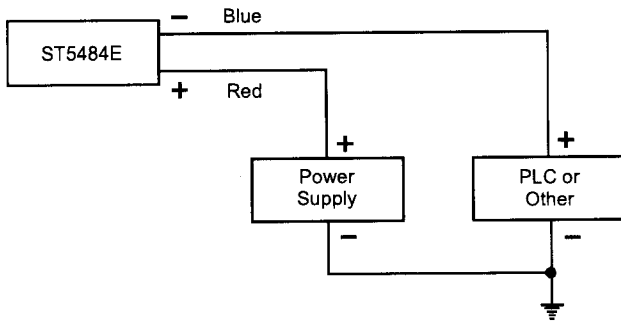 − Blue
ST5484E
+ Red
+
+
Power
Supply
PLC or
Other
−
−